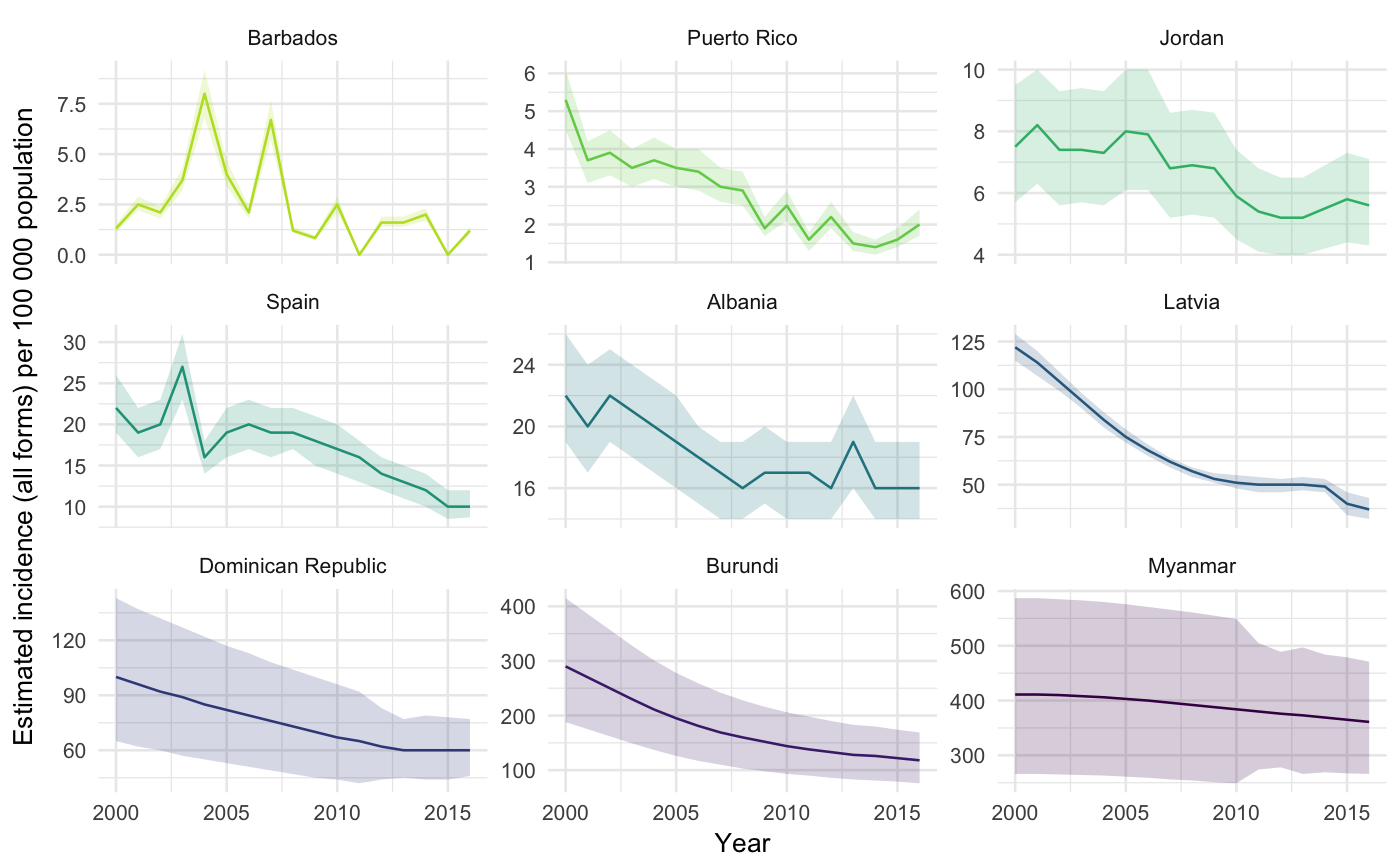 Barbados
Puerto Rico
Jordan
7.5
5.0
2.5
0.0
6
5
4
3
2
1
10
8
6
4
Spain
Albania
Latvia
30
25
20
15
10
24
20
16
125
100
75
50
Dominican Republic
Burundi
Myanmar
120
90
60
400
300
200
100
600
500
400
300
2000 2005 2010 2015
2000 2005 2010 2015
2000 2005 2010 2015
Year
Estimated incidence (all forms) per 100 000 population